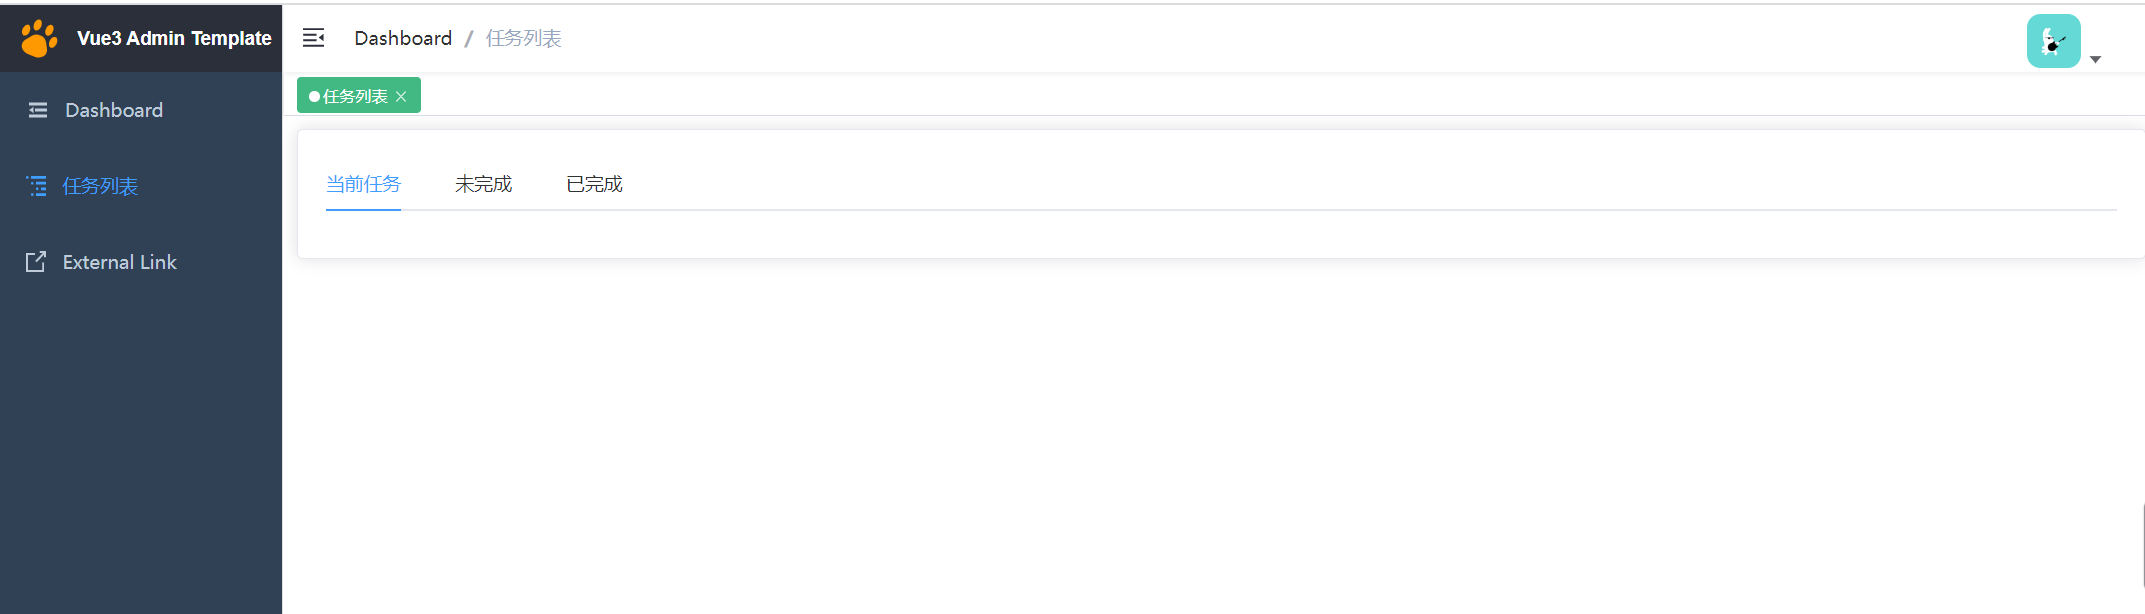 Vue3 Admin Template
Dashboard / 任务列表
Dashboard
任务列表
External Link
任务列表
当前任务 未完成 已完成